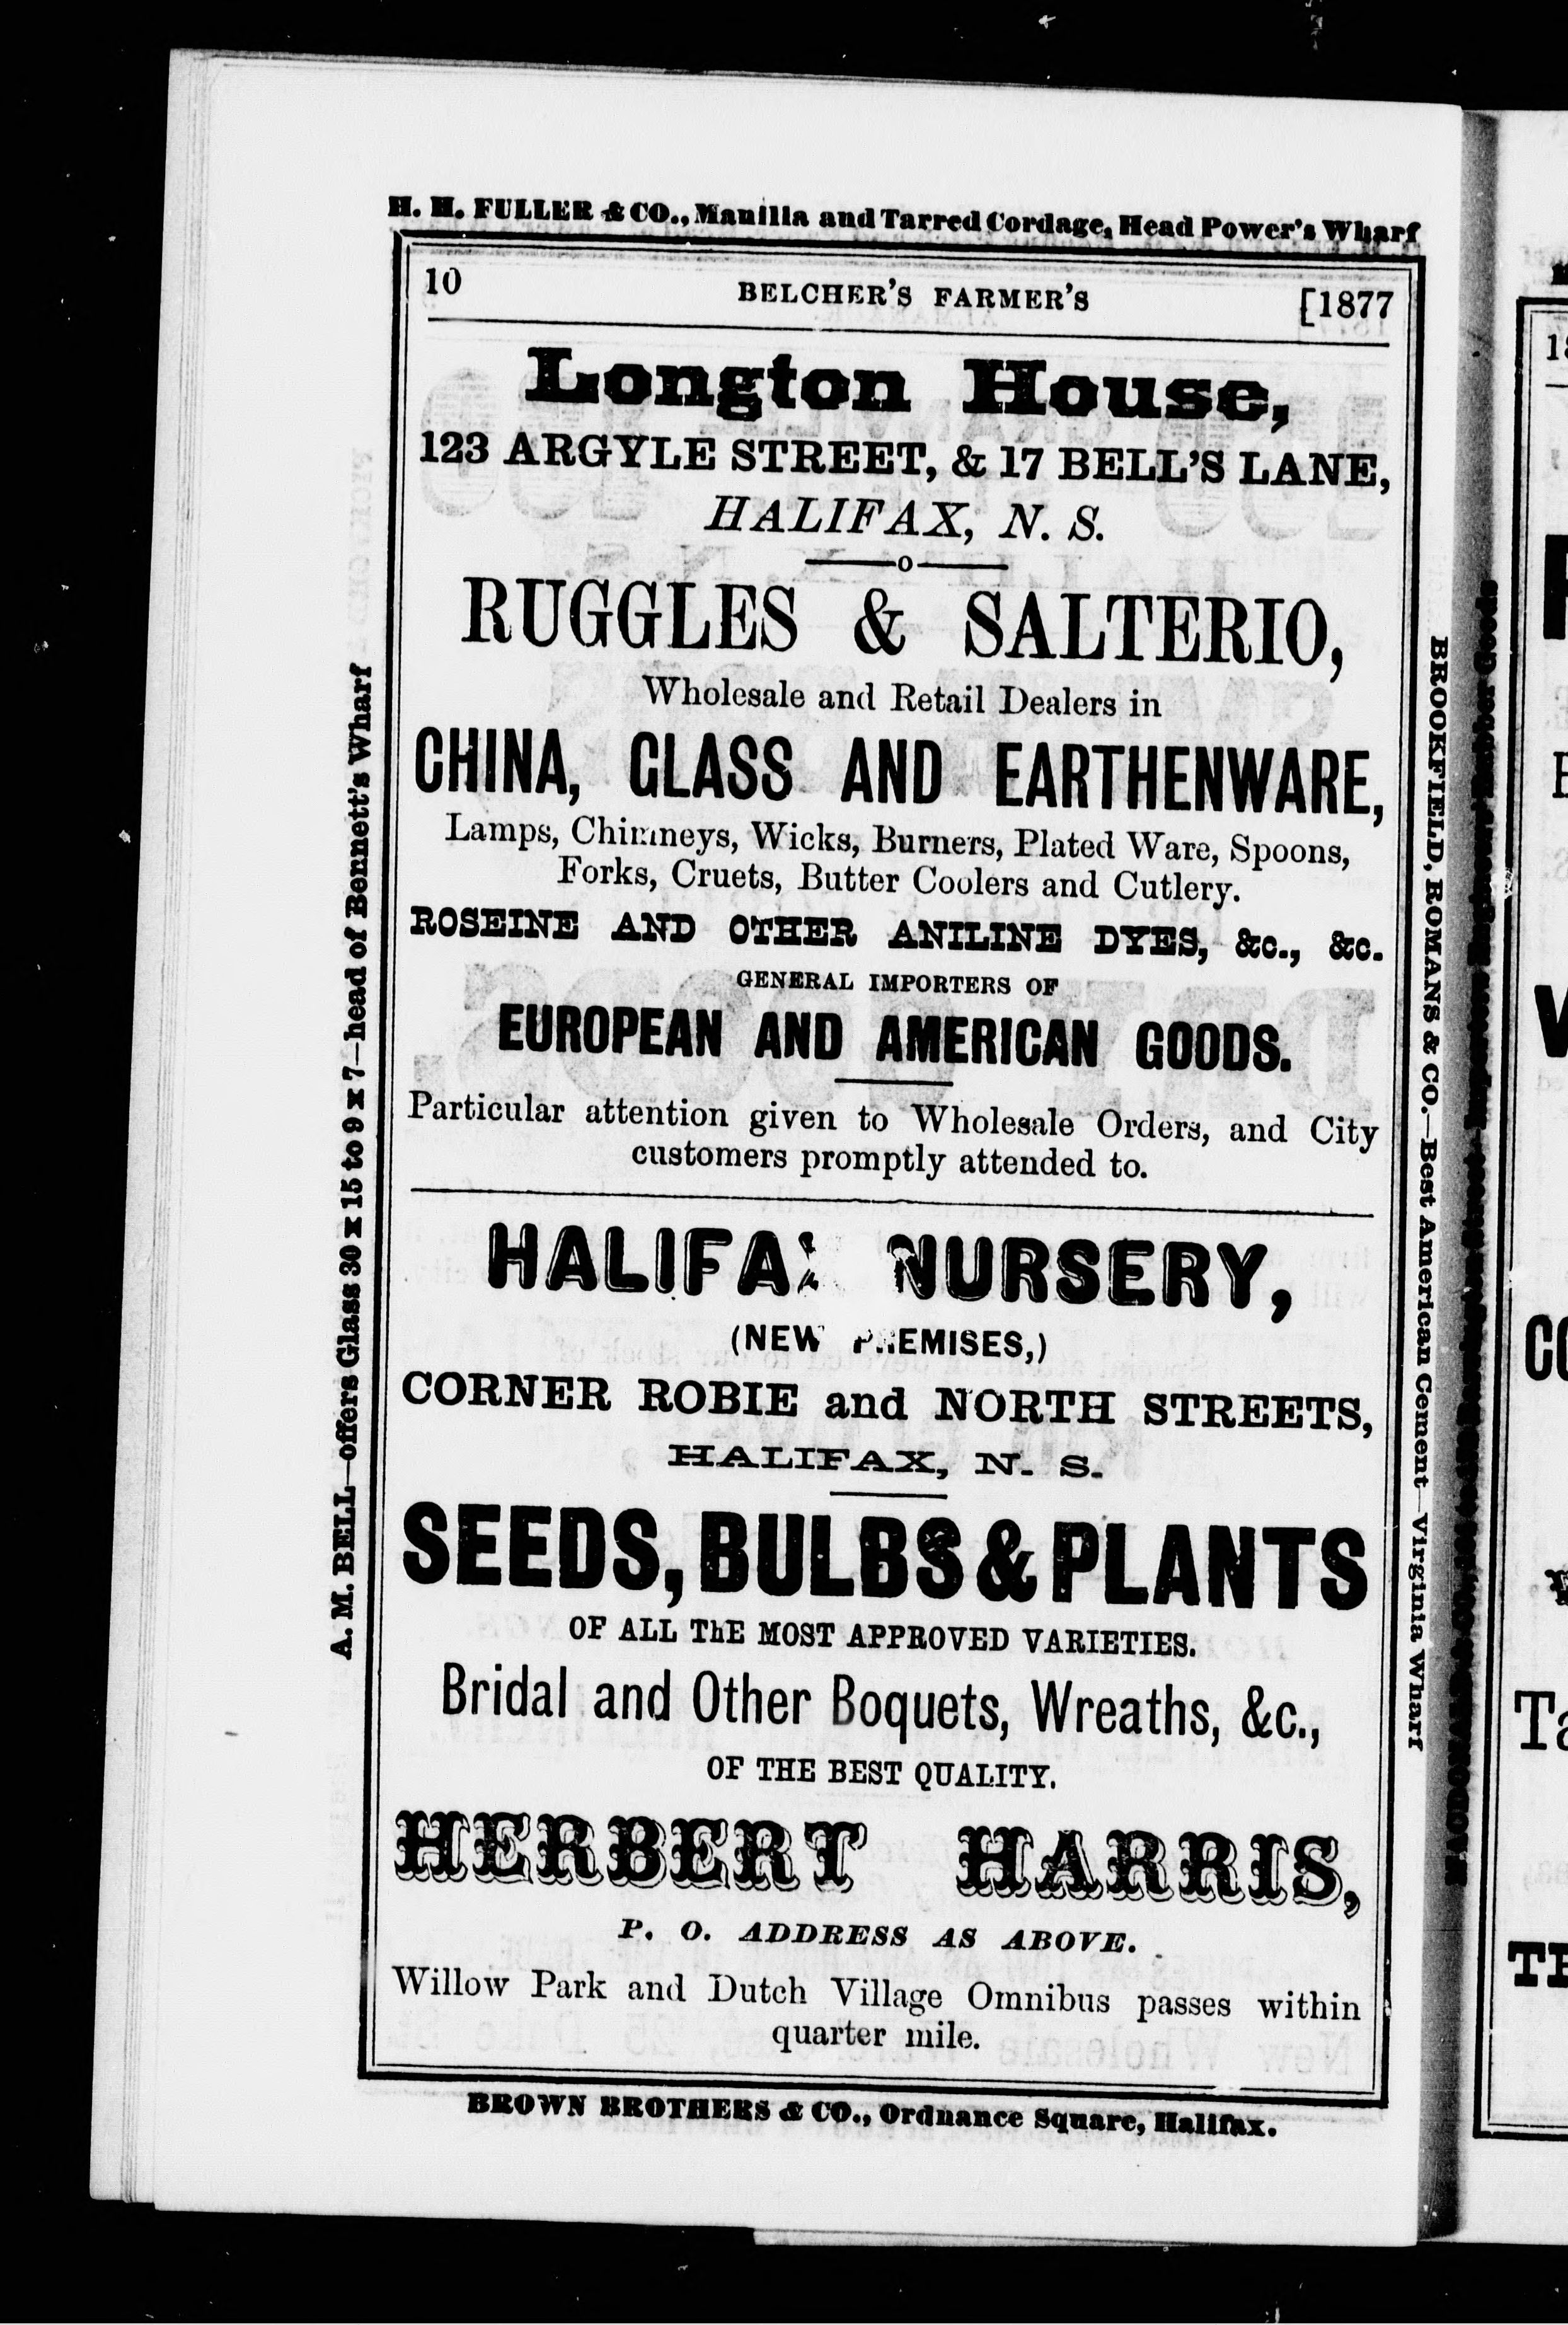 H. H. FULLER & CO., Manilla and Tarred Cordage, Head Power's Wharf
10 BELCHER'S FARMER'S [1877
Longton House,
123 ARGYLE STREET, & 17 BELL'S LANE,
HALIFAX, N. S.
RUGGLES & SALTERIO,
Wholesale and Retail Dealers in
CHINA, GLASS AND EARTHENWARE,
Lamps, Chimneys, Wicks, Burners, Plated Ware, Spoons,
Forks, Cruets, Butter Coolers and Cutlery.
ROSEINE AND OTHER ANILINE DYES, &c., &c.
GENERAL IMPORTERS OF
EUROPEAN AND AMERICAN GOODS.
Particular attention given to Wholesale Orders, and City
customers promptly attended to.
HALIFAX NURSERY,
(NEW PREMISES,)
CORNER ROBIE and NORTH STREETS,
HALIFAX, N. S.
SEEDS, BULBS & PLANTS
OF ALL ThE MOST APPROVED VARIETIES.
Bridal and Other Boquets, Wreaths, &c.,
OF THE BEST QUALITY.
HERBERT HARRIS,
P. O. ADDRESS AS ABOVE.
Willow Park and Dutch Village Omnibus passes within
quarter mile.
BROWN BROTHERS & CO., Ordnance Square, Halifax.
A. M. BELL—offers Glass 30 x 15 to 9 x 7—head of Bennett's Wharf
BROOKFIELD, ROMANS & CO.—Best American Cement—Virginia Wharf